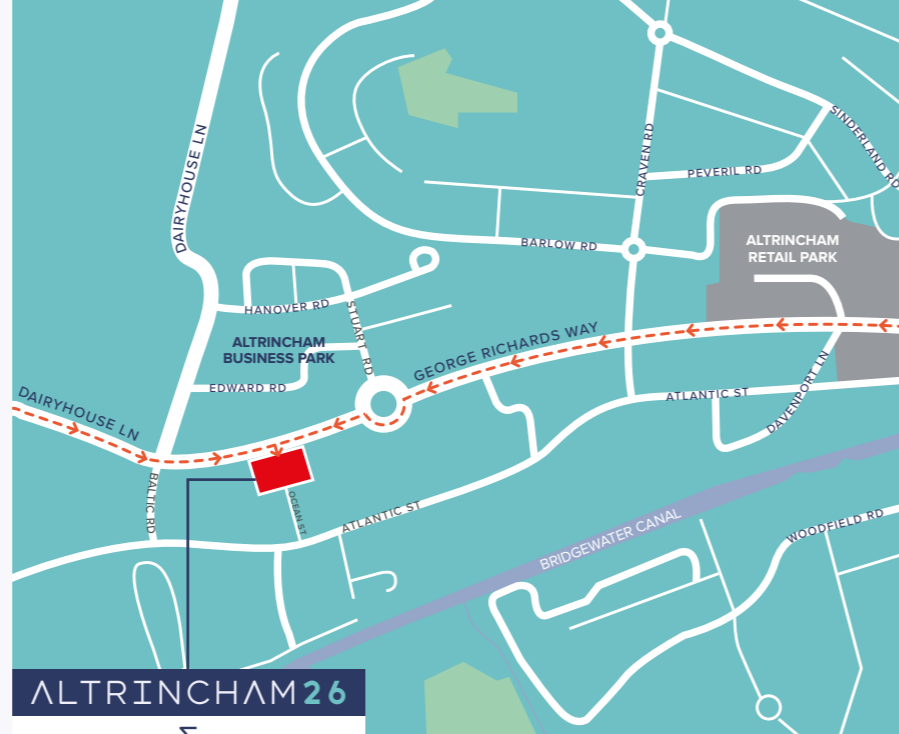 DAIRYHOUSE LN
CRAVEN RD
SINDERLAND RD
PEVERIL RD
BARLOW RD
ALTRINCHAM
RETAIL PARK
HANOVER RD
STUART RD
ALTRINCHAM
BUSINESS PARK
GEORGE RICHARDS WAY
EDWARD RD
DAIRYHOUSE LN
ATLANTIC ST
DAVENPORT LN
BALTIC RD
OCEAN ST
ATLANTIC ST
BRIDGEWATER CANAL
WOODFIELD RD
ALTRINCHAM26